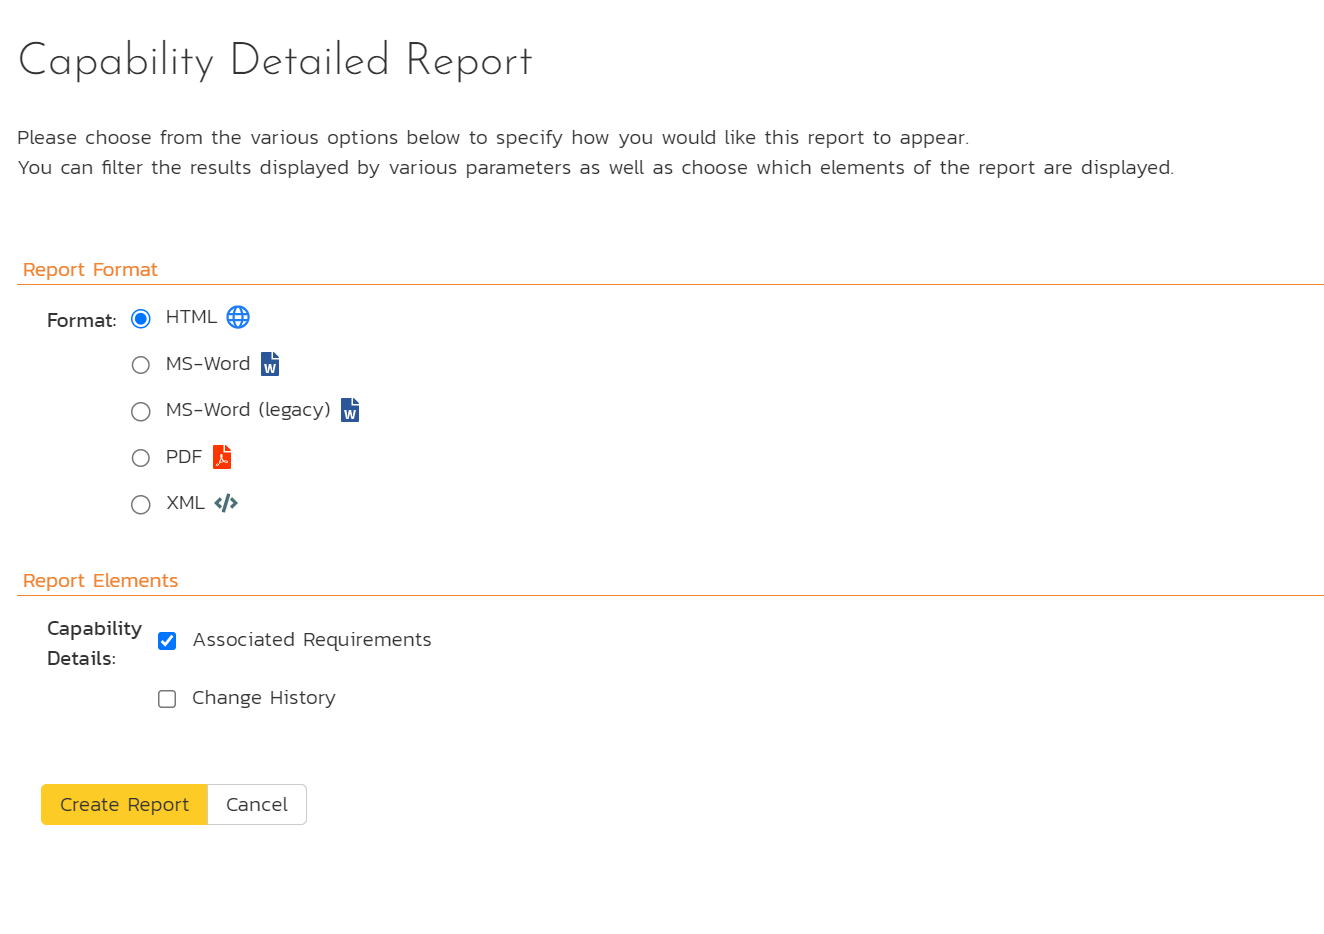 Capability Detailed Report
Please choose from the various options below to specify how you would like this report to appear.
You can filter the results displayed by various parameters as well as choose which elements of the report are displayed.
Report Format
Format:
HTML
MS-Word
MS-Word (legacy)
PDF
XML
Report Elements
Capability
Details:
Associated Requirements
Change History
Create Report
Cancel